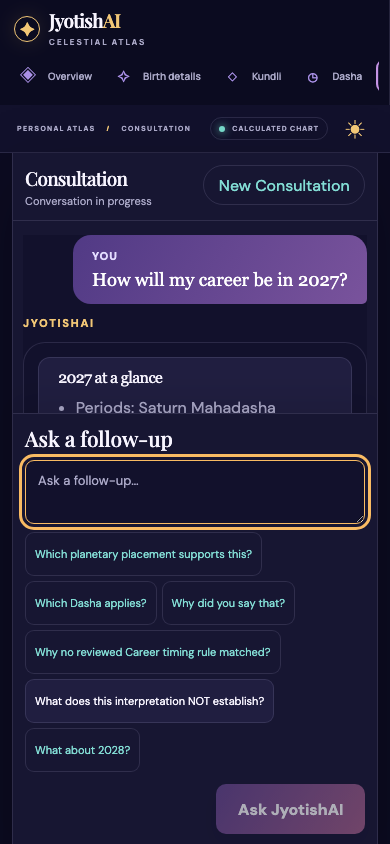 JyotishAI
CELESTIAL ATLAS
Overview Birth details Kundli Dasha
PERSONAL ATLAS / CONSULTATION CALCULATED CHART
Consultation
Conversation in progress
New Consultation
YOU
How will my career be in 2027?
JYOTISHAI
2027 at a glance
• Periods: Saturn Mahadasha
Ask a follow-up
Ask a follow-up...
Which planetary placement supports this?
Which Dasha applies? Why did you say that?
Why no reviewed Career timing rule matched?
What does this interpretation NOT establish?
What about 2028?
Ask JyotishAI